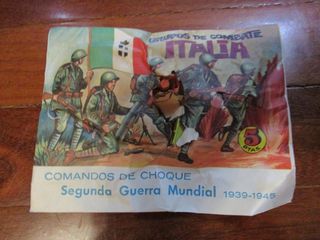 GRUPOS DE COMBATE
ITALIA
5
PTAS.
COMANDOS DE CHOQUE
Segunda Guerra Mundial 1939-1945